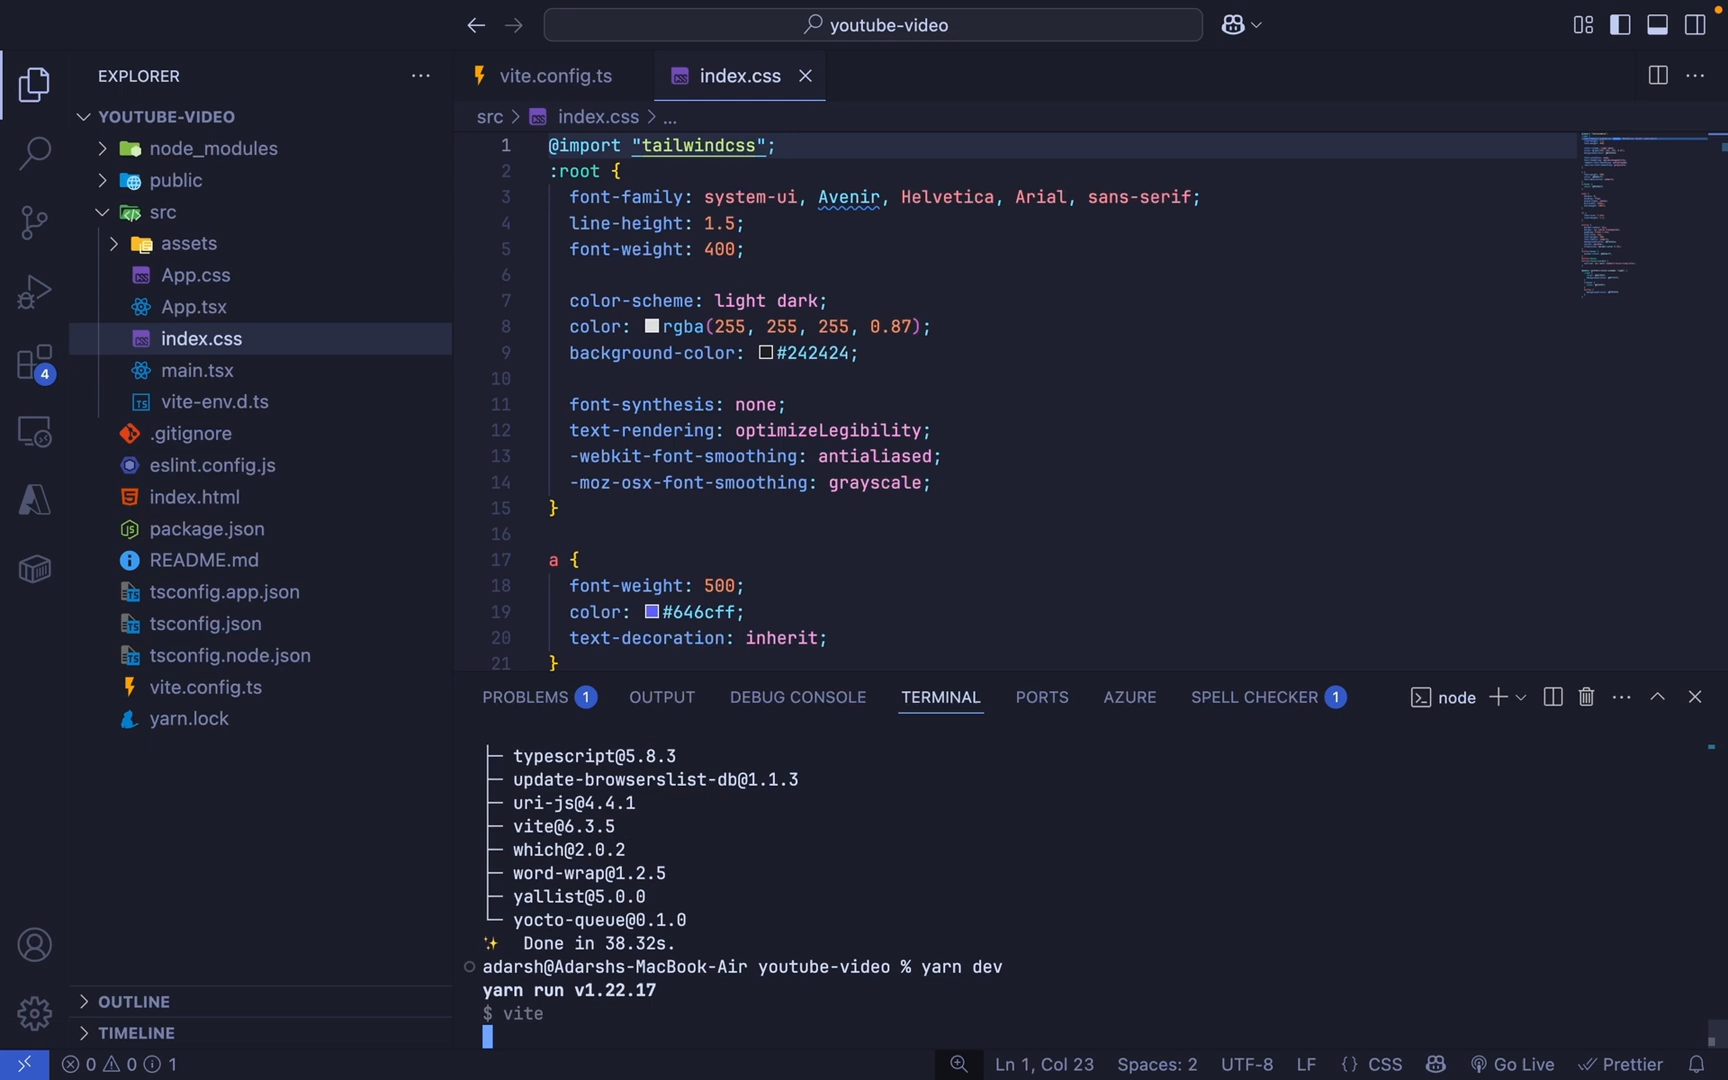 youtube-video
EXPLORER
YOUTUBE-VIDEO
node_modules
public
src
assets
App.css
App.tsx
index.css
main.tsx
TS vite-env.d.ts
.gitignore
eslint.config.js
index.html
package.json
README.md
tsconfig.app.json
tsconfig.json
tsconfig.node.json
vite.config.ts
yarn.lock
OUTLINE
TIMELINE
4
vite.config.ts
index.css
src > index.css > ...
1 @import "tailwindcss";
2 :root {
3 font-family: system-ui, Avenir, Helvetica, Arial, sans-serif;
4 line-height: 1.5;
5 font-weight: 400;
6
7 color-scheme: light dark;
8 color: rgba(255, 255, 255, 0.87);
9 background-color: #242424;
10
11 font-synthesis: none;
12 text-rendering: optimizeLegibility;
13 -webkit-font-smoothing: antialiased;
14 -moz-osx-font-smoothing: grayscale;
15 }
16
17 a {
18 font-weight: 500;
19 color: #646cff;
20 text-decoration: inherit;
21 }
PROBLEMS 1 OUTPUT DEBUG CONSOLE TERMINAL PORTS AZURE SPELL CHECKER 1 node
├─ typescript@5.8.3
├─ update-browserslist-db@1.1.3
├─ uri-js@4.4.1
├─ vite@6.3.5
├─ which@2.0.2
├─ word-wrap@1.2.5
├─ yallist@5.0.0
└─ yocto-queue@0.1.0
✨ Done in 38.32s.
adarsh@Adarshs-MacBook-Air youtube-video % yarn dev
yarn run v1.22.17
$ vite
0 0 1 Ln 1, Col 23 Spaces: 2 UTF-8 LF {} CSS Go Live Prettier